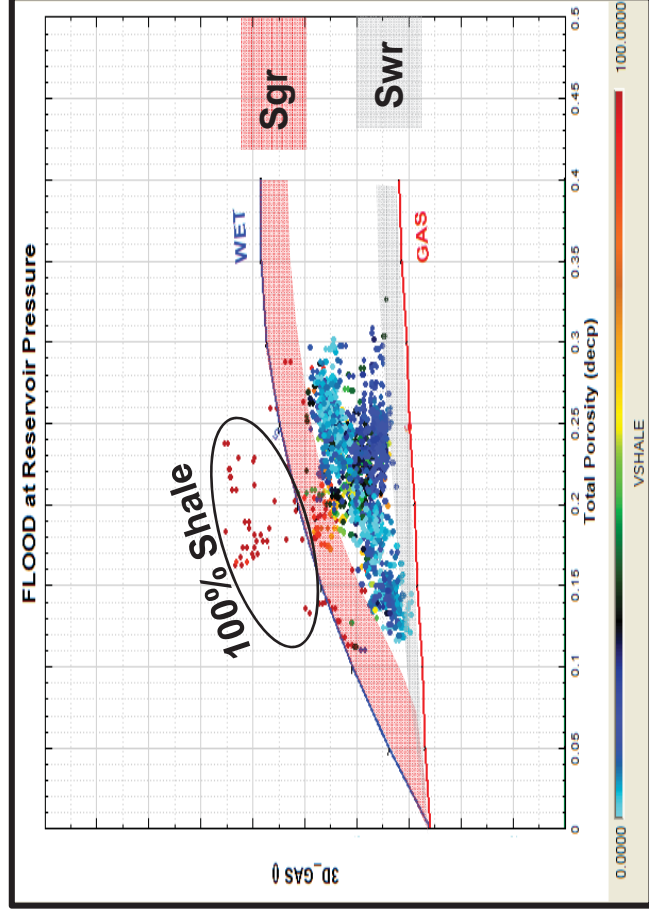 FLOOD at Reservoir Pressure
3D_GAS ()
100% Shale
WET
GAS
Sgr
Swr
0
0.05
0.1
0.15
0.2
0.25
0.3
0.35
0.4
0.45
0.5
Total Porosity (decp)
0.0000
100.0000
VSHALE